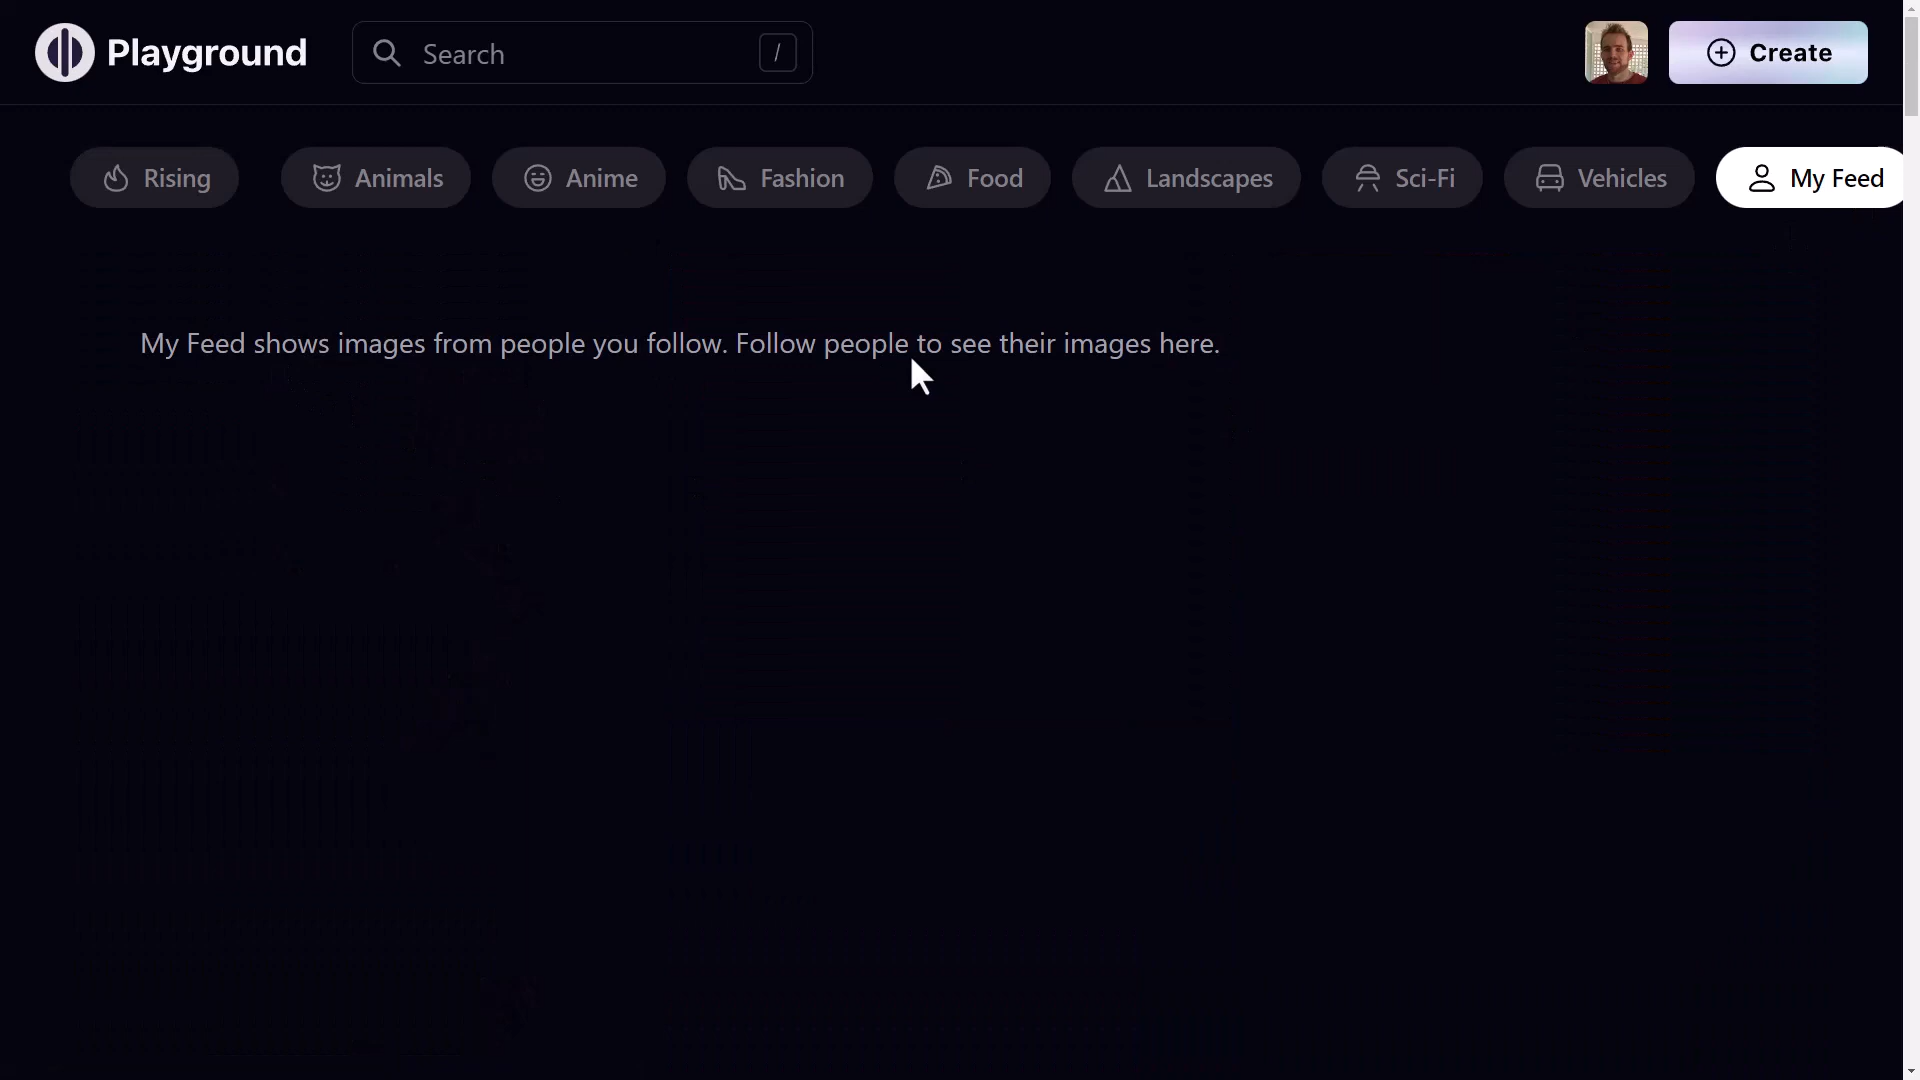 Playground
Search /
Create
Rising
Animals
Anime
Fashion
Food
Landscapes
Sci-Fi
Vehicles
My Feed
My Feed shows images from people you follow. Follow people to see their images here.